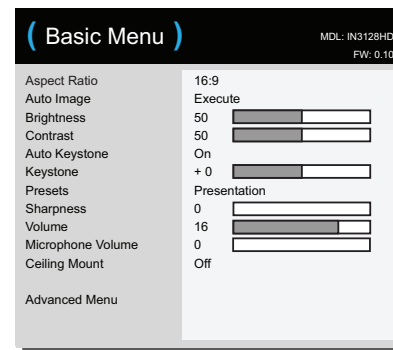 ( Basic Menu )
MDL: IN3128HD
FW: 0.10
Aspect Ratio 16:9
Auto Image Execute
Brightness 50
Contrast 50
Auto Keystone On
Keystone + 0
Presets Presentation
Sharpness 0
Volume 16
Microphone Volume 0
Ceiling Mount Off
Advanced Menu